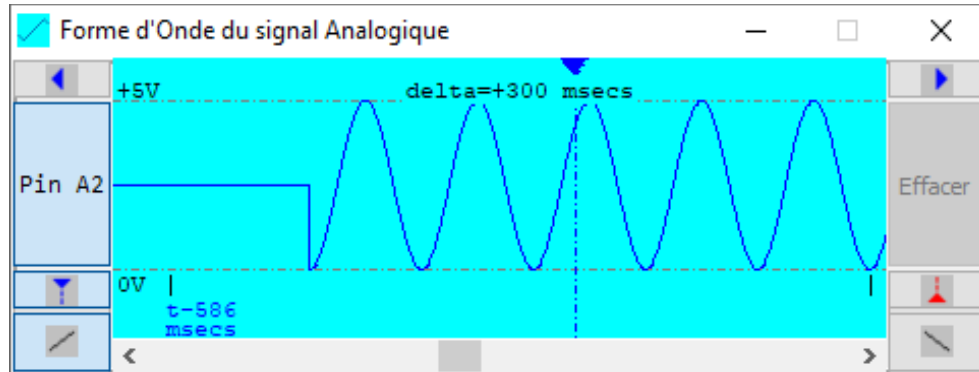 Forme d'Onde du signal Analogique
+5V
delta=+300 msecs
Pin A2
Effacer
0V
t-586
msecs